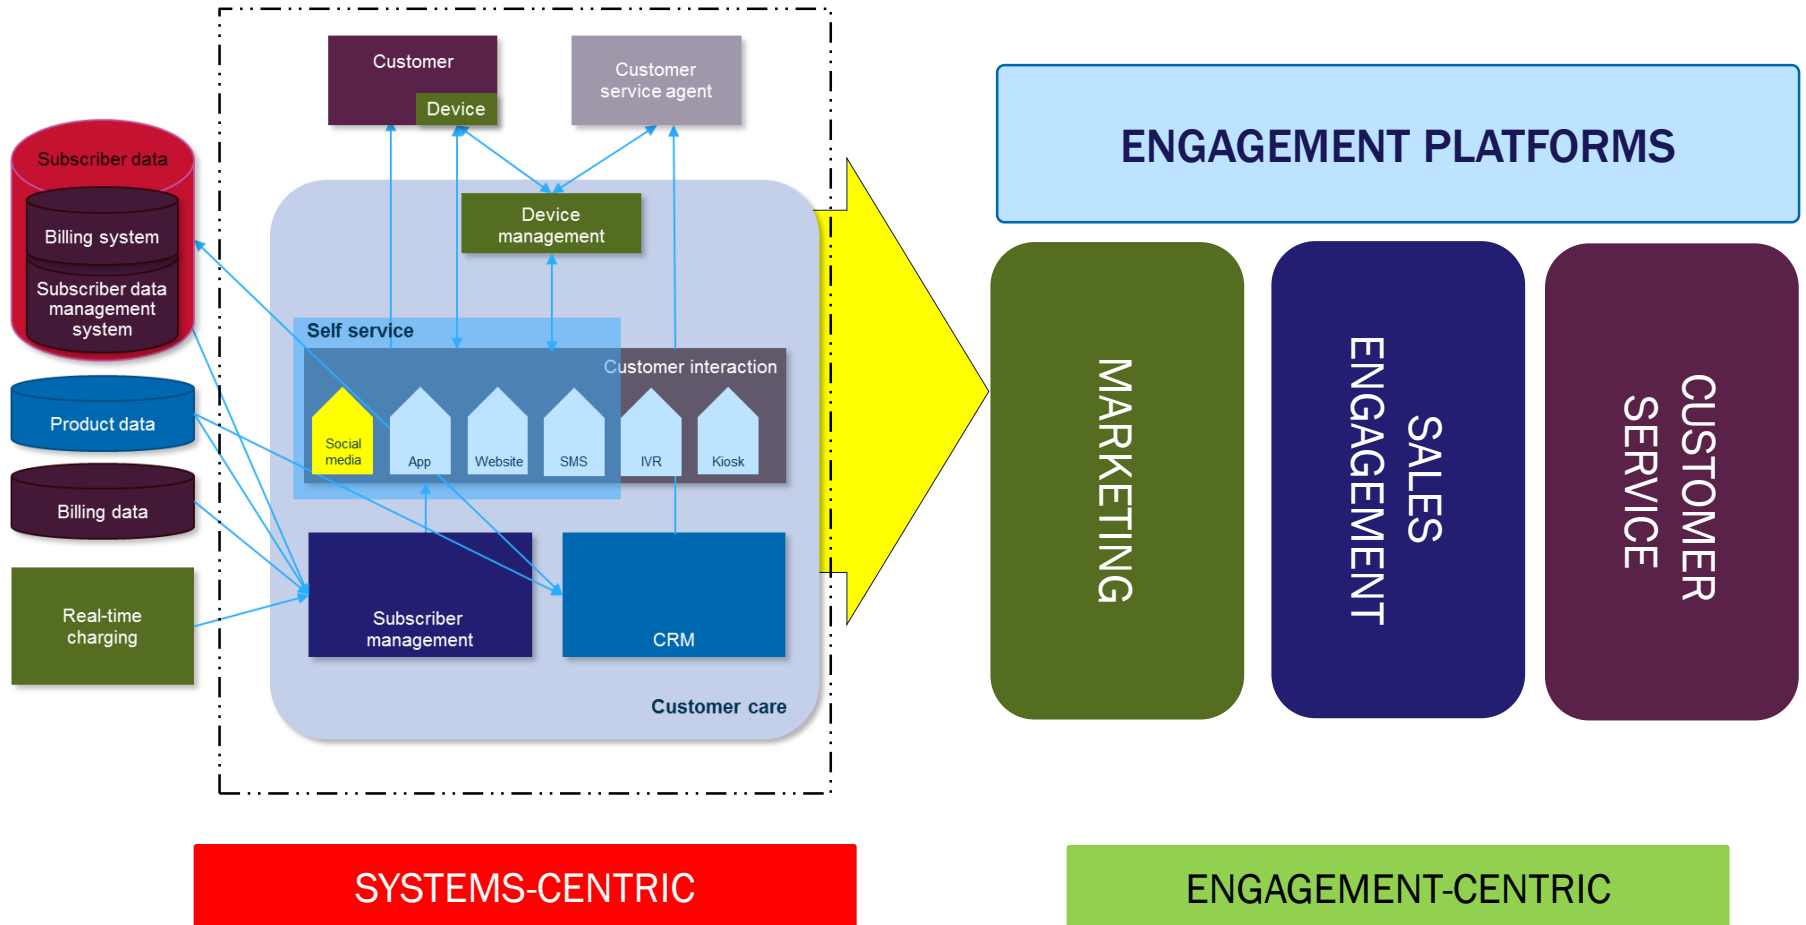 Customer
Device
Customer
service agent
Subscriber data
Billing system
Subscriber data
management
system
Product data
Billing data
Real-time
charging
Device
management
Self service
Customer interaction
Social
media
App
Website
SMS
IVR
Kiosk
Subscriber
management
CRM
Customer care
SYSTEMS-CENTRIC
ENGAGEMENT PLATFORMS
MARKETING
SALES
ENGAGEMENT
CUSTOMER
SERVICE
ENGAGEMENT-CENTRIC